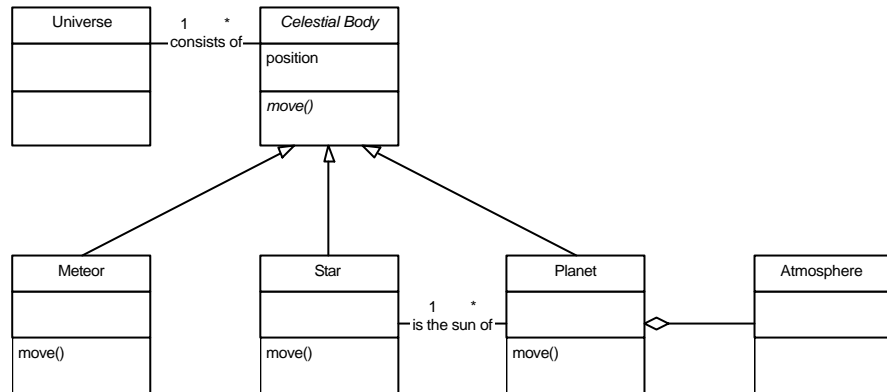 Universe
1 *
consists of
Celestial Body
position
move()
Meteor
move()
Star
move()
1 *
is the sun of
Planet
move()
Atmosphere